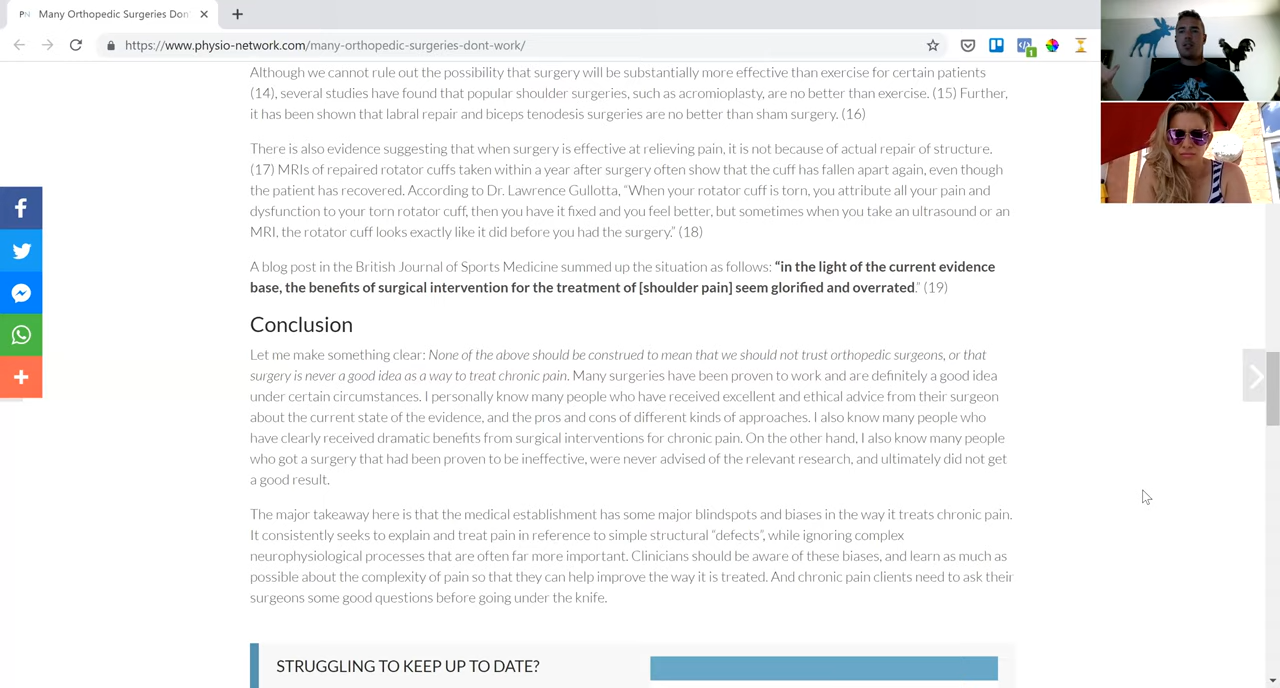 PN Many Orthopedic Surgeries Don'
https://www.physio-network.com/many-orthopedic-surgeries-dont-work/
1
Although we cannot rule out the possibility that surgery will be substantially more effective than exercise for certain patients
(14), several studies have found that popular shoulder surgeries, such as acromioplasty, are no better than exercise. (15) Further,
it has been shown that labral repair and biceps tenodesis surgeries are no better than sham surgery. (16)
There is also evidence suggesting that when surgery is effective at relieving pain, it is not because of actual repair of structure.
(17) MRIs of repaired rotator cuffs taken within a year after surgery often show that the cuff has fallen apart again, even though
the patient has recovered. According to Dr. Lawrence Gullotta, “When your rotator cuff is torn, you attribute all your pain and
dysfunction to your torn rotator cuff, then you have it fixed and you feel better, but sometimes when you take an ultrasound or an
MRI, the rotator cuff looks exactly like it did before you had the surgery.” (18)
A blog post in the British Journal of Sports Medicine summed up the situation as follows: “in the light of the current evidence
base, the benefits of surgical intervention for the treatment of [shoulder pain] seem glorified and overrated.” (19)
Conclusion
Let me make something clear: None of the above should be construed to mean that we should not trust orthopedic surgeons, or that
surgery is never a good idea as a way to treat chronic pain. Many surgeries have been proven to work and are definitely a good idea
under certain circumstances. I personally know many people who have received excellent and ethical advice from their surgeon
about the current state of the evidence, and the pros and cons of different kinds of approaches. I also know many people who
have clearly received dramatic benefits from surgical interventions for chronic pain. On the other hand, I also know many people
who got a surgery that had been proven to be ineffective, were never advised of the relevant research, and ultimately did not get
a good result.
The major takeaway here is that the medical establishment has some major blindspots and biases in the way it treats chronic pain.
It consistently seeks to explain and treat pain in reference to simple structural “defects”, while ignoring complex
neurophysiological processes that are often far more important. Clinicians should be aware of these biases, and learn as much as
possible about the complexity of pain so that they can help improve the way it is treated. And chronic pain clients need to ask their
surgeons some good questions before going under the knife.
STRUGGLING TO KEEP UP TO DATE?